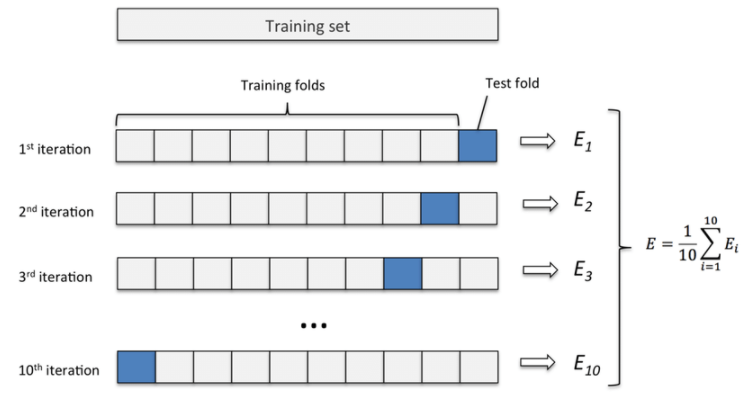 Training set
Training folds
Test fold
1st iteration
E1
2nd iteration
E2
3rd iteration
E3
E = 1/10 10∑i=1 Ei
...
10th iteration
E10